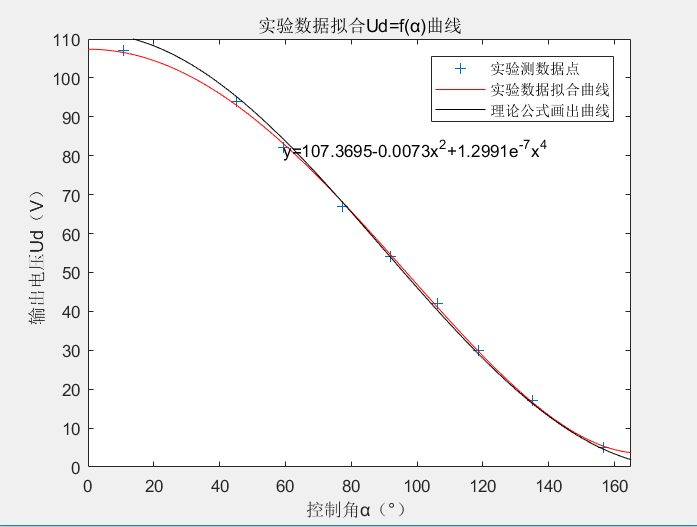 实验数据拟合Ud=f(α)曲线
110
100
90
80
70
60
50
40
30
20
10
0
输出电压Ud（V）
实验测数据点
实验数据拟合曲线
理论公式画出曲线
y=107.3695-0.0073x²+1.2991e⁻⁷x⁴
0 20 40 60 80 100 120 140 160
控制角α（°）